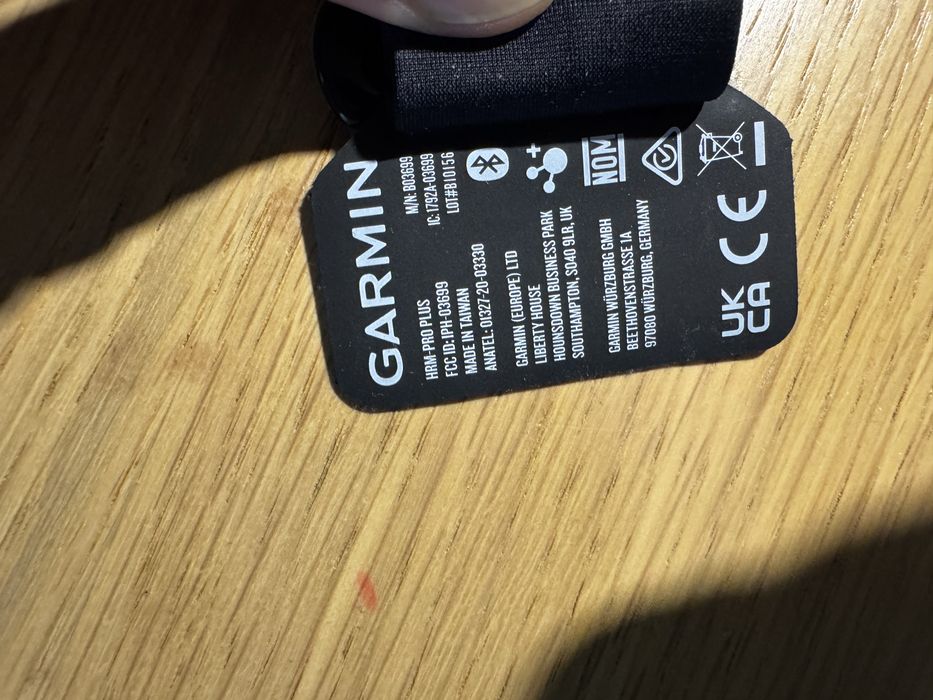 GARMIN
HRM-PRO PLUS
M/N: B03699
FCC ID: IPH-03699
IC: 1792A-03699
MADE IN TAIWAN
LOT#B10156
ANATEL: 01327-20-03330
GARMIN (EUROPE) LTD
LIBERTY HOUSE
HOUNSDOWN BUSINESS PARK
SOUTHAMPTON, SO40 9LR, UK
NOM
GARMIN WÜRZBURG GMBH
BEETHOVENSTRASSE 1A
97080 WÜRZBURG, GERMANY
UK
CA
CE